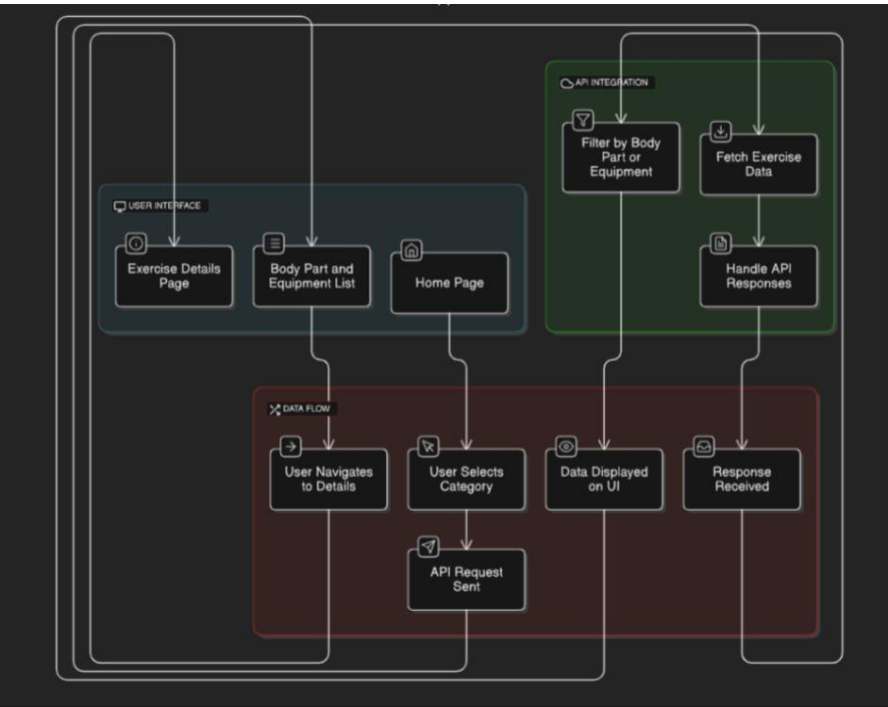 API INTEGRATION
Filter by Body
Part or
Equipment
Fetch Exercise
Data
USER INTERFACE
Exercise Details
Page
Body Part and
Equipment List
Home Page
Handle API
Responses
DATA FLOW
User Navigates
to Details
User Selects
Category
Data Displayed
on UI
Response
Received
API Request
Sent